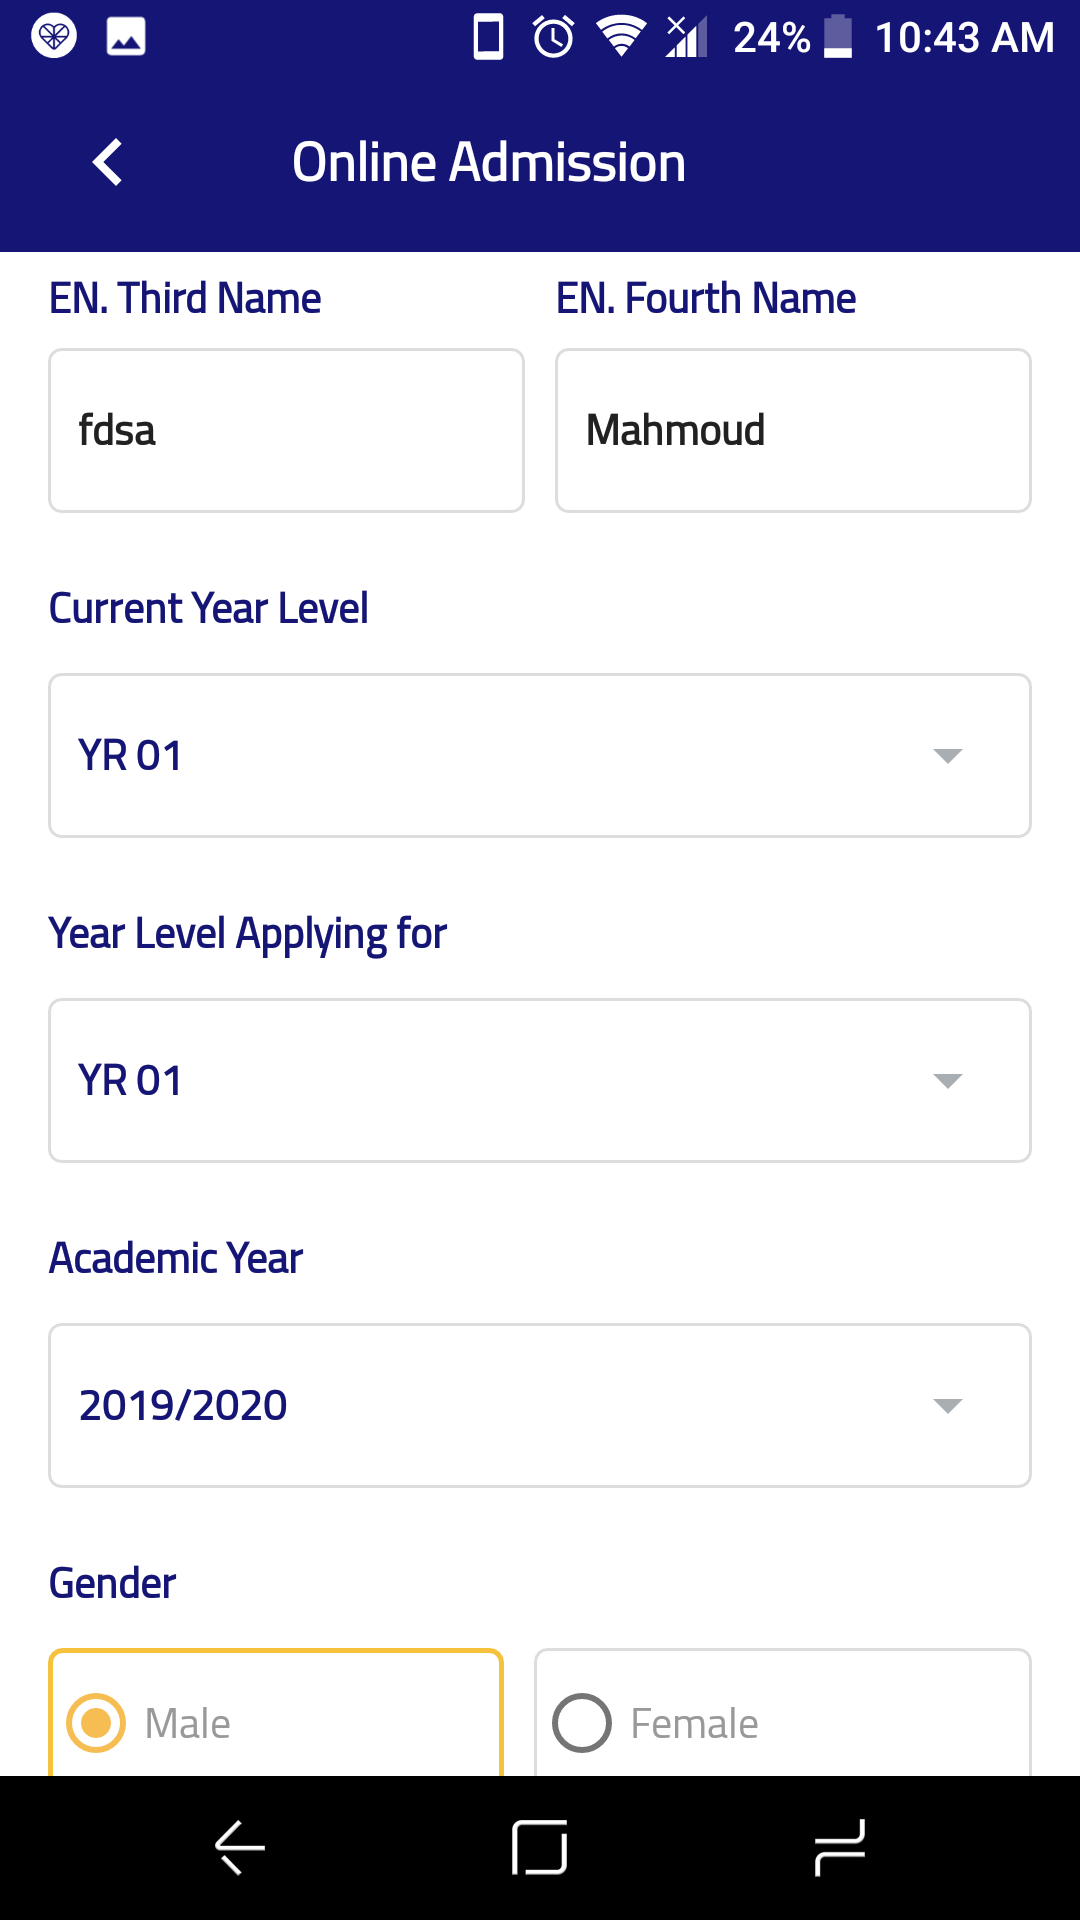 24% 10:43 AM
Online Admission
EN. Third Name EN. Fourth Name
fdsa Mahmoud
Current Year Level
YR 01
Year Level Applying for
YR 01
Academic Year
2019/2020
Gender
Male Female